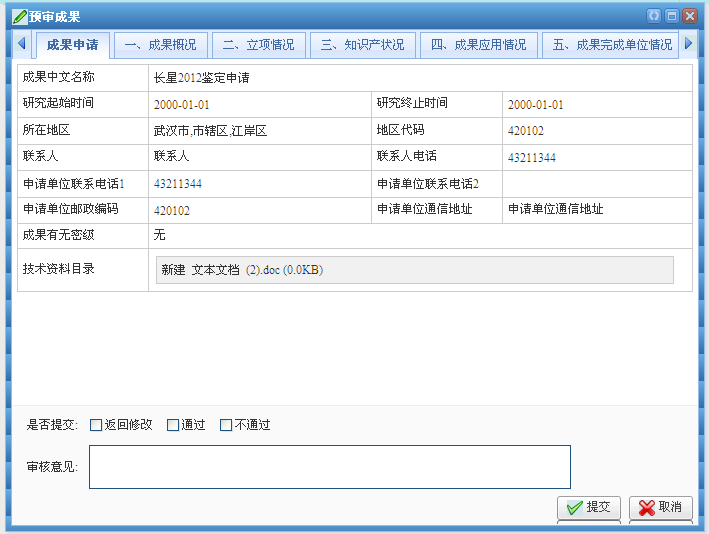 预审成果
成果申请 一、成果概况 二、立项情况 三、知识产状况 四、成果应用情况 五、成果完成单位情况
成果中文名称 长星2012鉴定申请
研究起始时间 2000-01-01 研究终止时间 2000-01-01
所在地区 武汉市,市辖区,江岸区 地区代码 420102
联系人 联系人 联系人电话 43211344
申请单位联系电话1 43211344 申请单位联系电话2
申请单位邮政编码 420102 申请单位通信地址 申请单位通信地址
成果有无密级 无
技术资料目录 新建 文本文档 (2).doc (0.0KB)
是否提交: 返回修改 通过 不通过
审核意见:
提交 取消